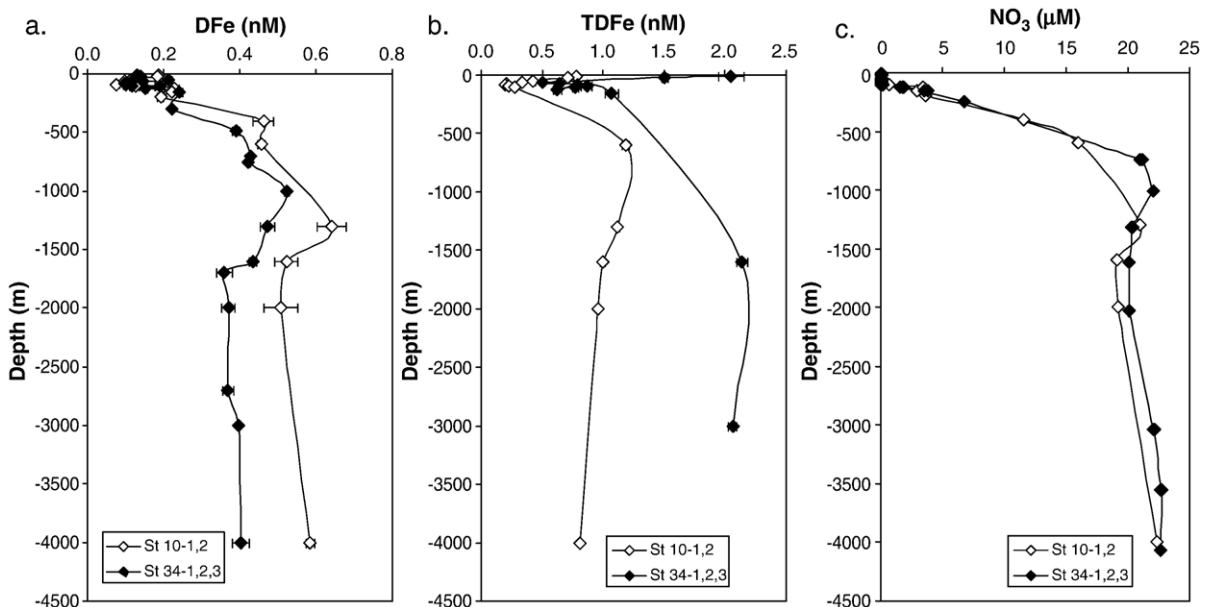 a.
DFe (nM)
0.0 0.2 0.4 0.6 0.8
0
-500
-1000
-1500
-2000
-2500
-3000
-3500
-4000
-4500
Depth (m)
St 10-1,2
St 34-1,2,3
b.
TDFe (nM)
0.0 0.5 1.0 1.5 2.0 2.5
0
-500
-1000
-1500
-2000
-2500
-3000
-3500
-4000
-4500
Depth (m)
St 10-1,2
St 34-1,2,3
c.
NO3 (μM)
0 5 10 15 20 25
0
-500
-1000
-1500
-2000
-2500
-3000
-3500
-4000
-4500
Depth (m)
St 10-1,2
St 34-1,2,3